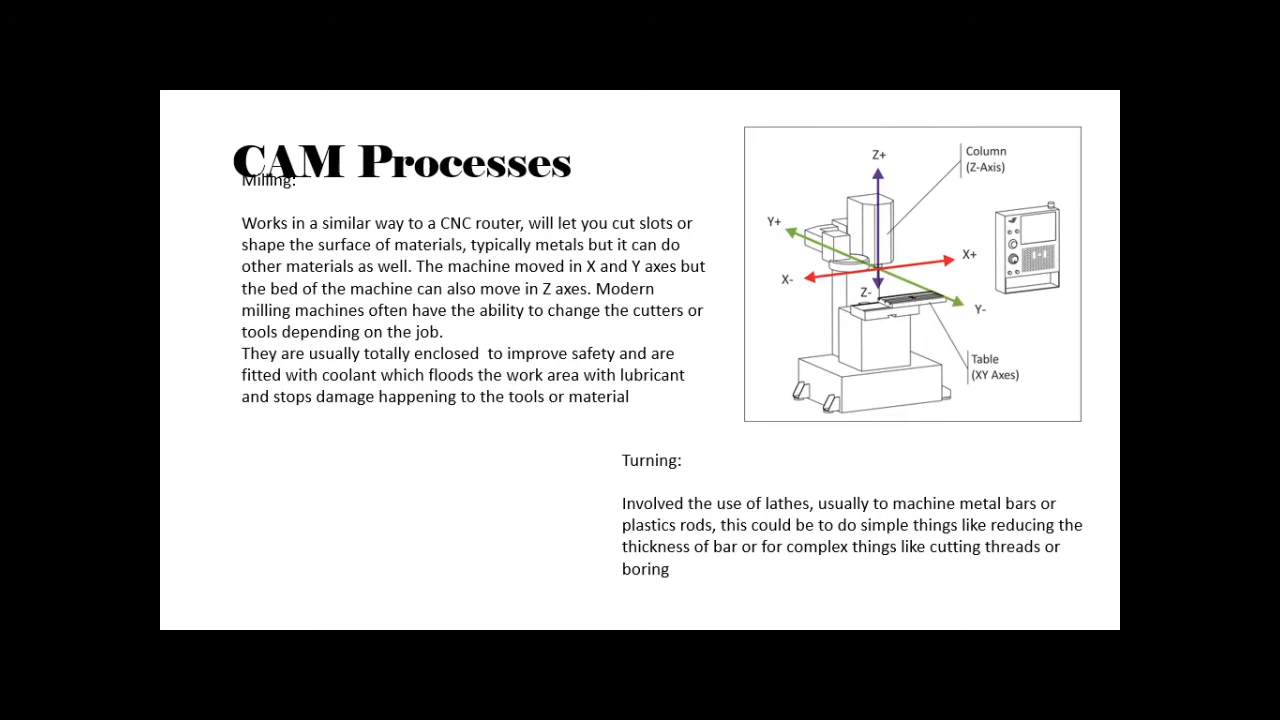 CAM Processes
Milling:
Works in a similar way to a CNC router, will let you cut slots or
shape the surface of materials, typically metals but it can do
other materials as well. The machine moved in X and Y axes but
the bed of the machine can also move in Z axes. Modern
milling machines often have the ability to change the cutters or
tools depending on the job.
They are usually totally enclosed  to improve safety and are
fitted with coolant which floods the work area with lubricant
and stops damage happening to the tools or material
Z+
Column
(Z-Axis)
Y+
X+
X-
Z-
Y-
Table
(XY Axes)
Turning:
Involved the use of lathes, usually to machine metal bars or
plastics rods, this could be to do simple things like reducing the
thickness of bar or for complex things like cutting threads or
boring